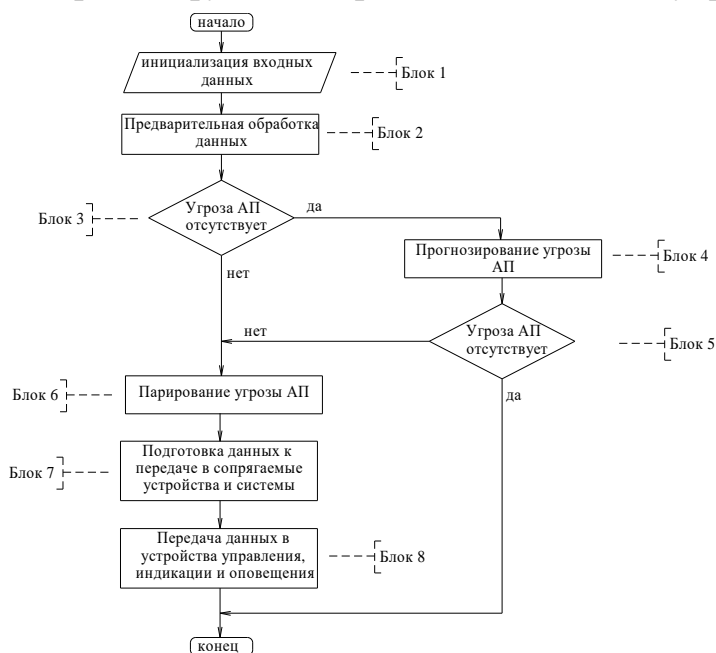 начало
инициализация входных
данных
Блок 1
Предварительная обработка
данных
Блок 2
Угроза АП
отсутствует
Блок 3
да
нет
Прогнозирование угрозы
АП
Блок 4
Угроза АП
отсутствует
Блок 5
нет
да
Парирование угрозы АП
Блок 6
Подготовка данных к
передаче в сопрягаемые
устройства и системы
Блок 7
Передача данных в
устройства управления,
индикации и оповещения
Блок 8
конец